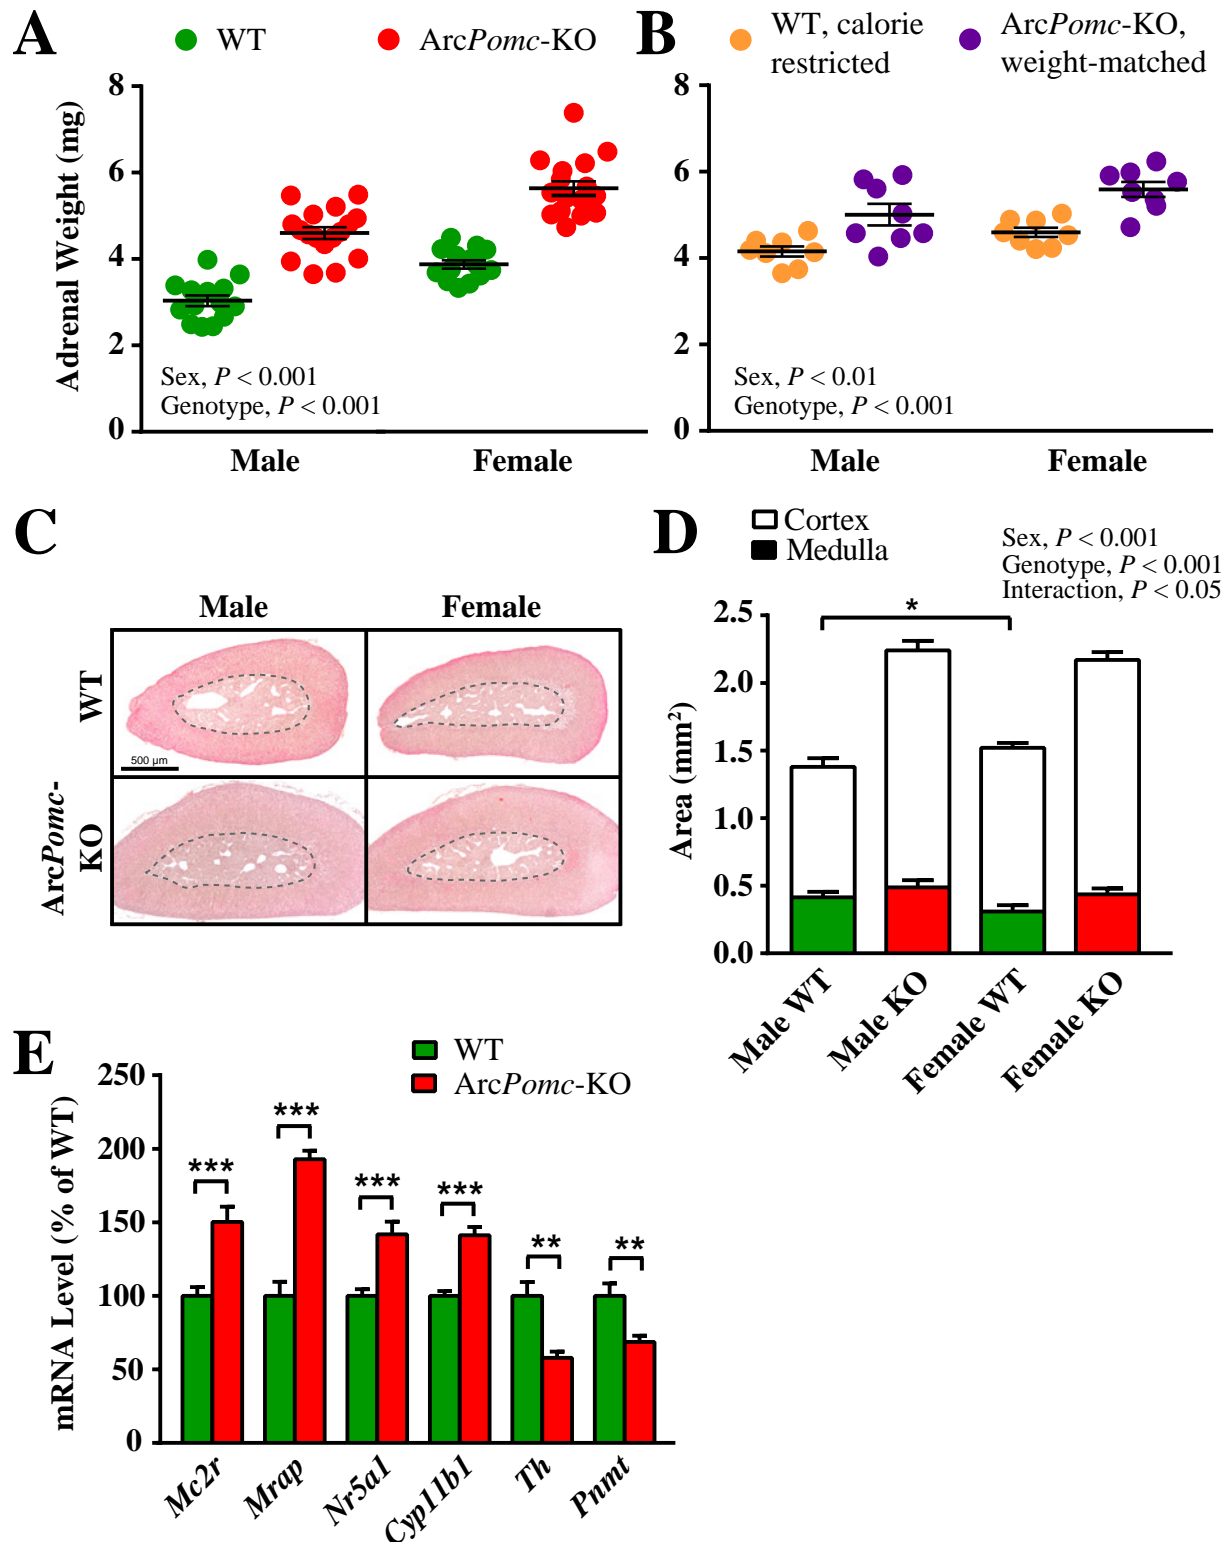 A
WT
ArcPomc-KO
Adrenal Weight (mg)
8
6
4
2
0
Sex, P < 0.001
Genotype, P < 0.001
Male
Female
B
WT, calorie
restricted
ArcPomc-KO,
weight-matched
8
6
4
2
0
Sex, P < 0.01
Genotype, P < 0.001
Male
Female
C
Male
Female
WT
ArcPomc-
KO
500 µm
D
Cortex
Medulla
Sex, P < 0.001
Genotype, P < 0.001
Interaction, P < 0.05
*
Area (mm²)
2.5
2.0
1.5
1.0
0.5
0.0
Male WT
Male KO
Female WT
Female KO
E
WT
ArcPomc-KO
mRNA Level (% of WT)
250
200
150
100
50
0
***
***
***
***
**
**
Mc2r
Mrap
Nr5a1
Cyp11b1
Th
Pnmt